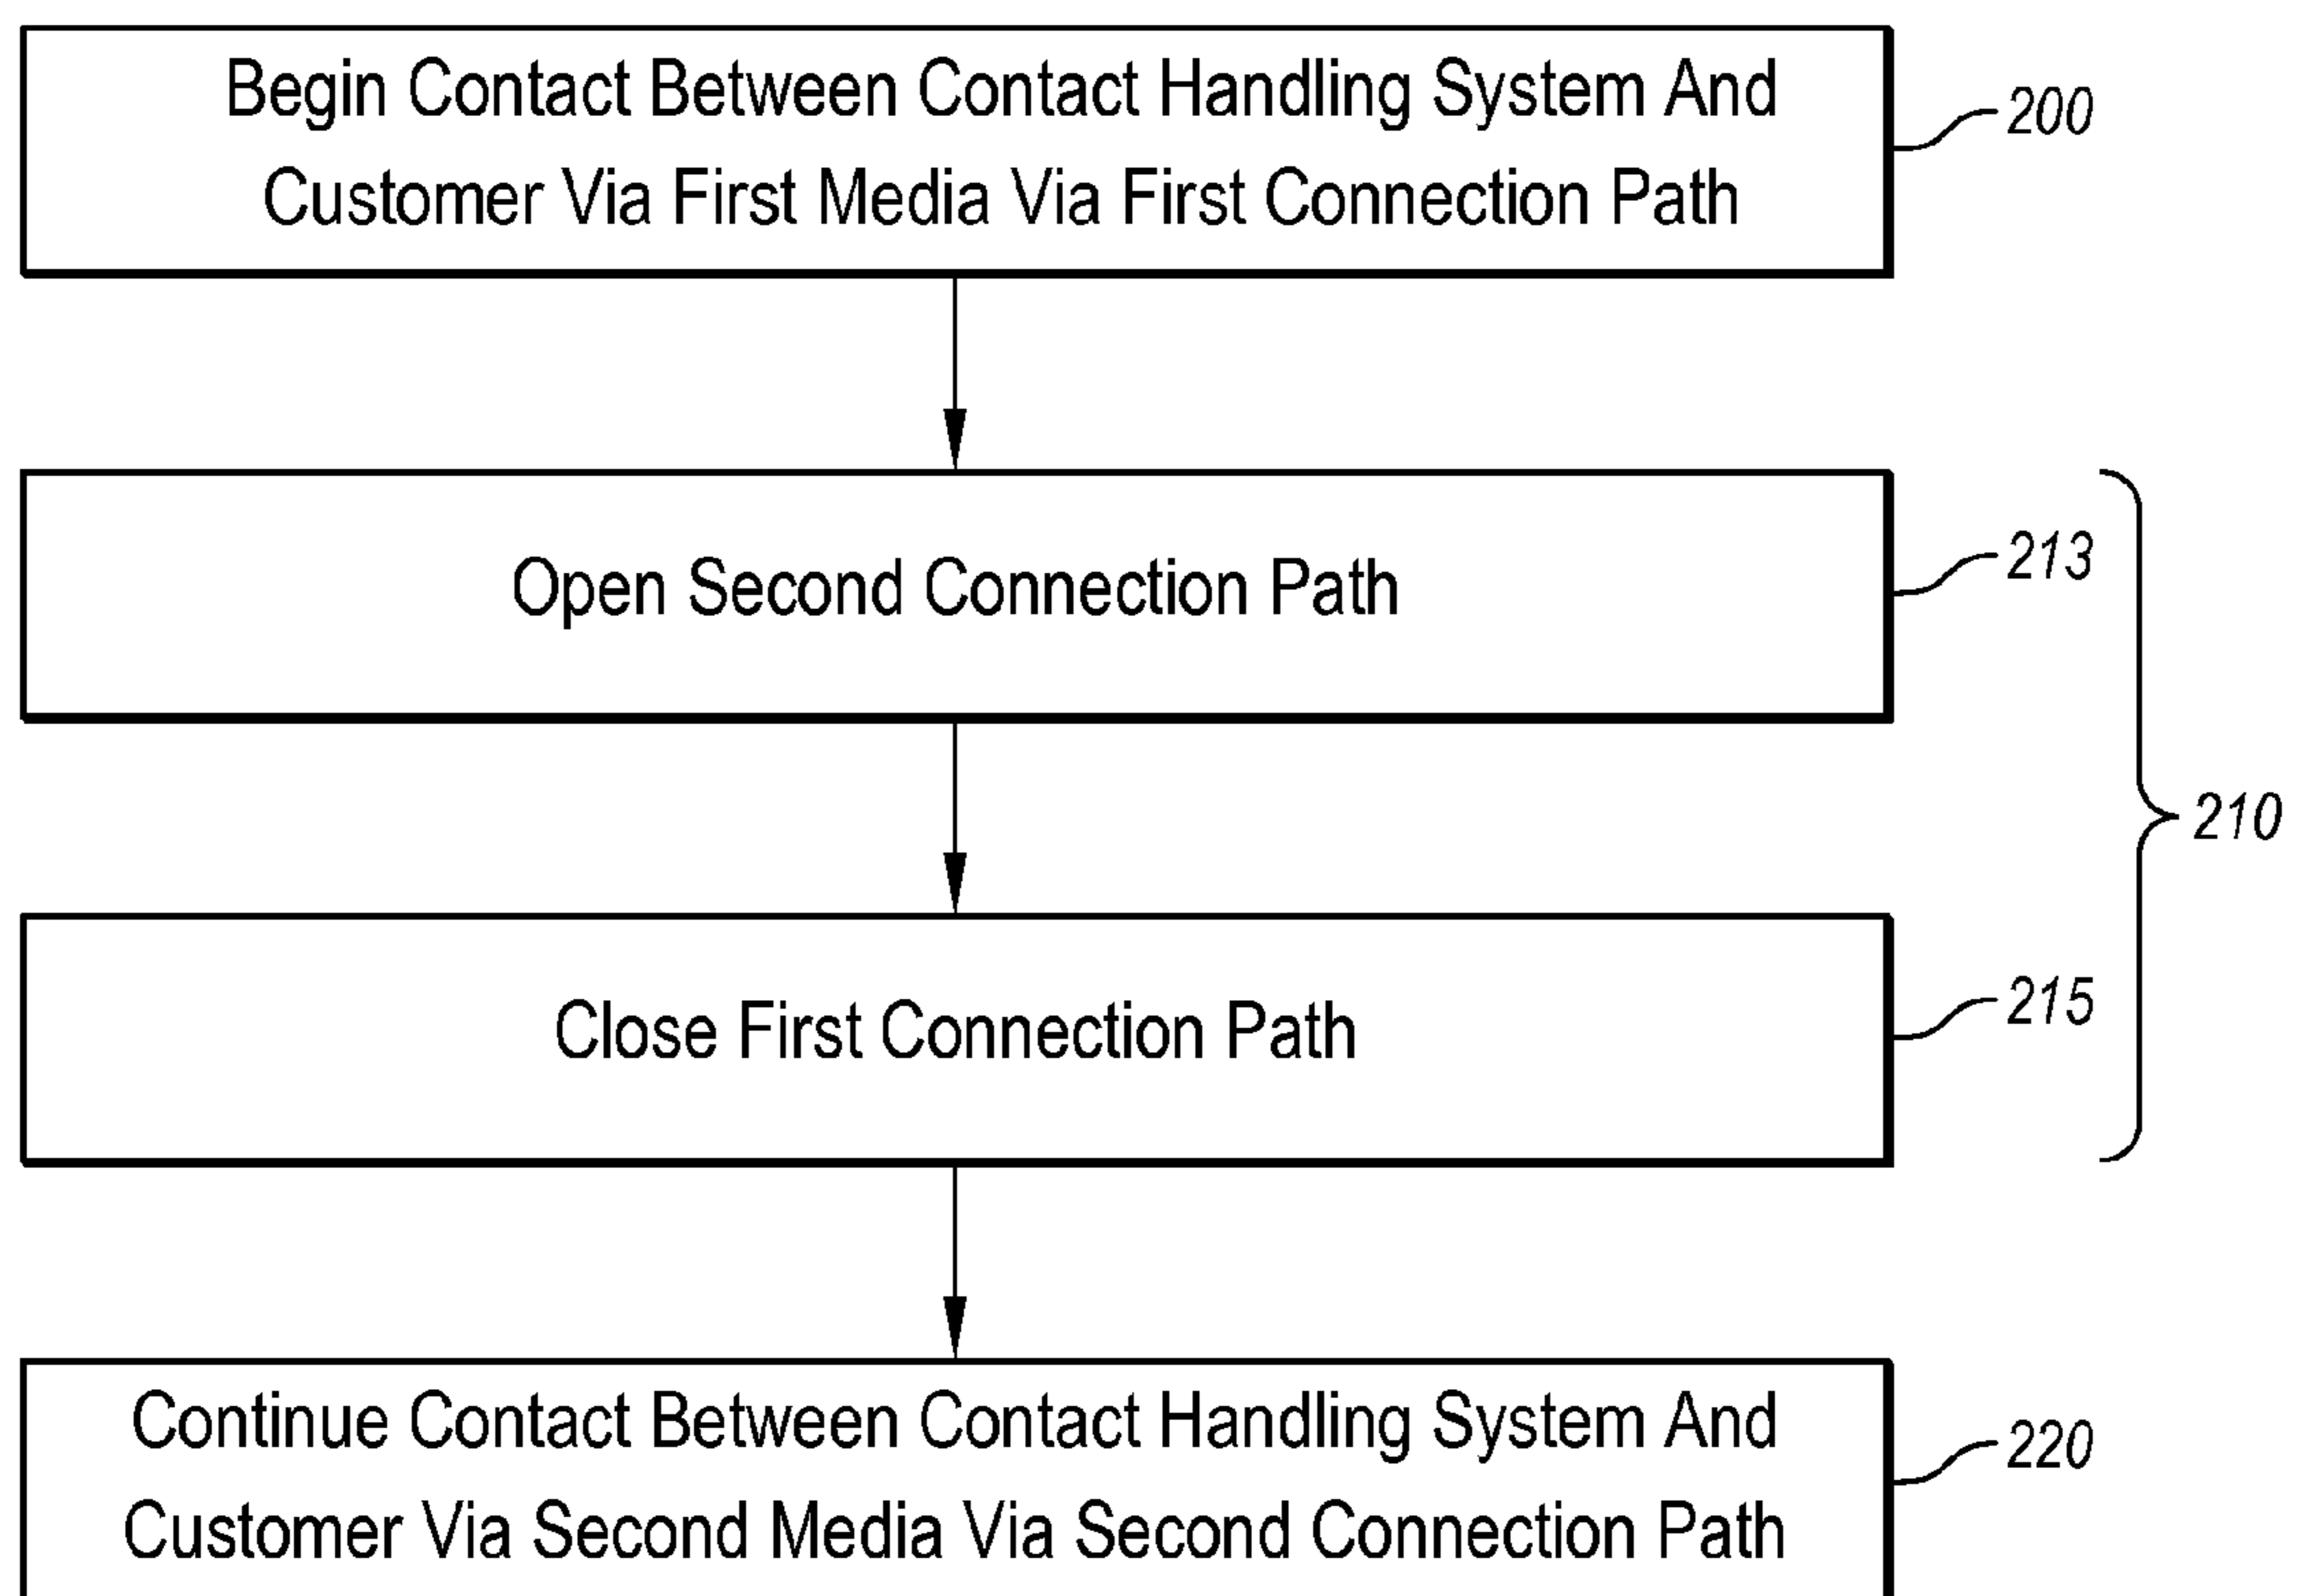 Begin Contact Between Contact Handling System And
Customer Via First Media Via First Connection Path
200
Open Second Connection Path
213
Close First Connection Path
215
210
Continue Contact Between Contact Handling System And
Customer Via Second Media Via Second Connection Path
220